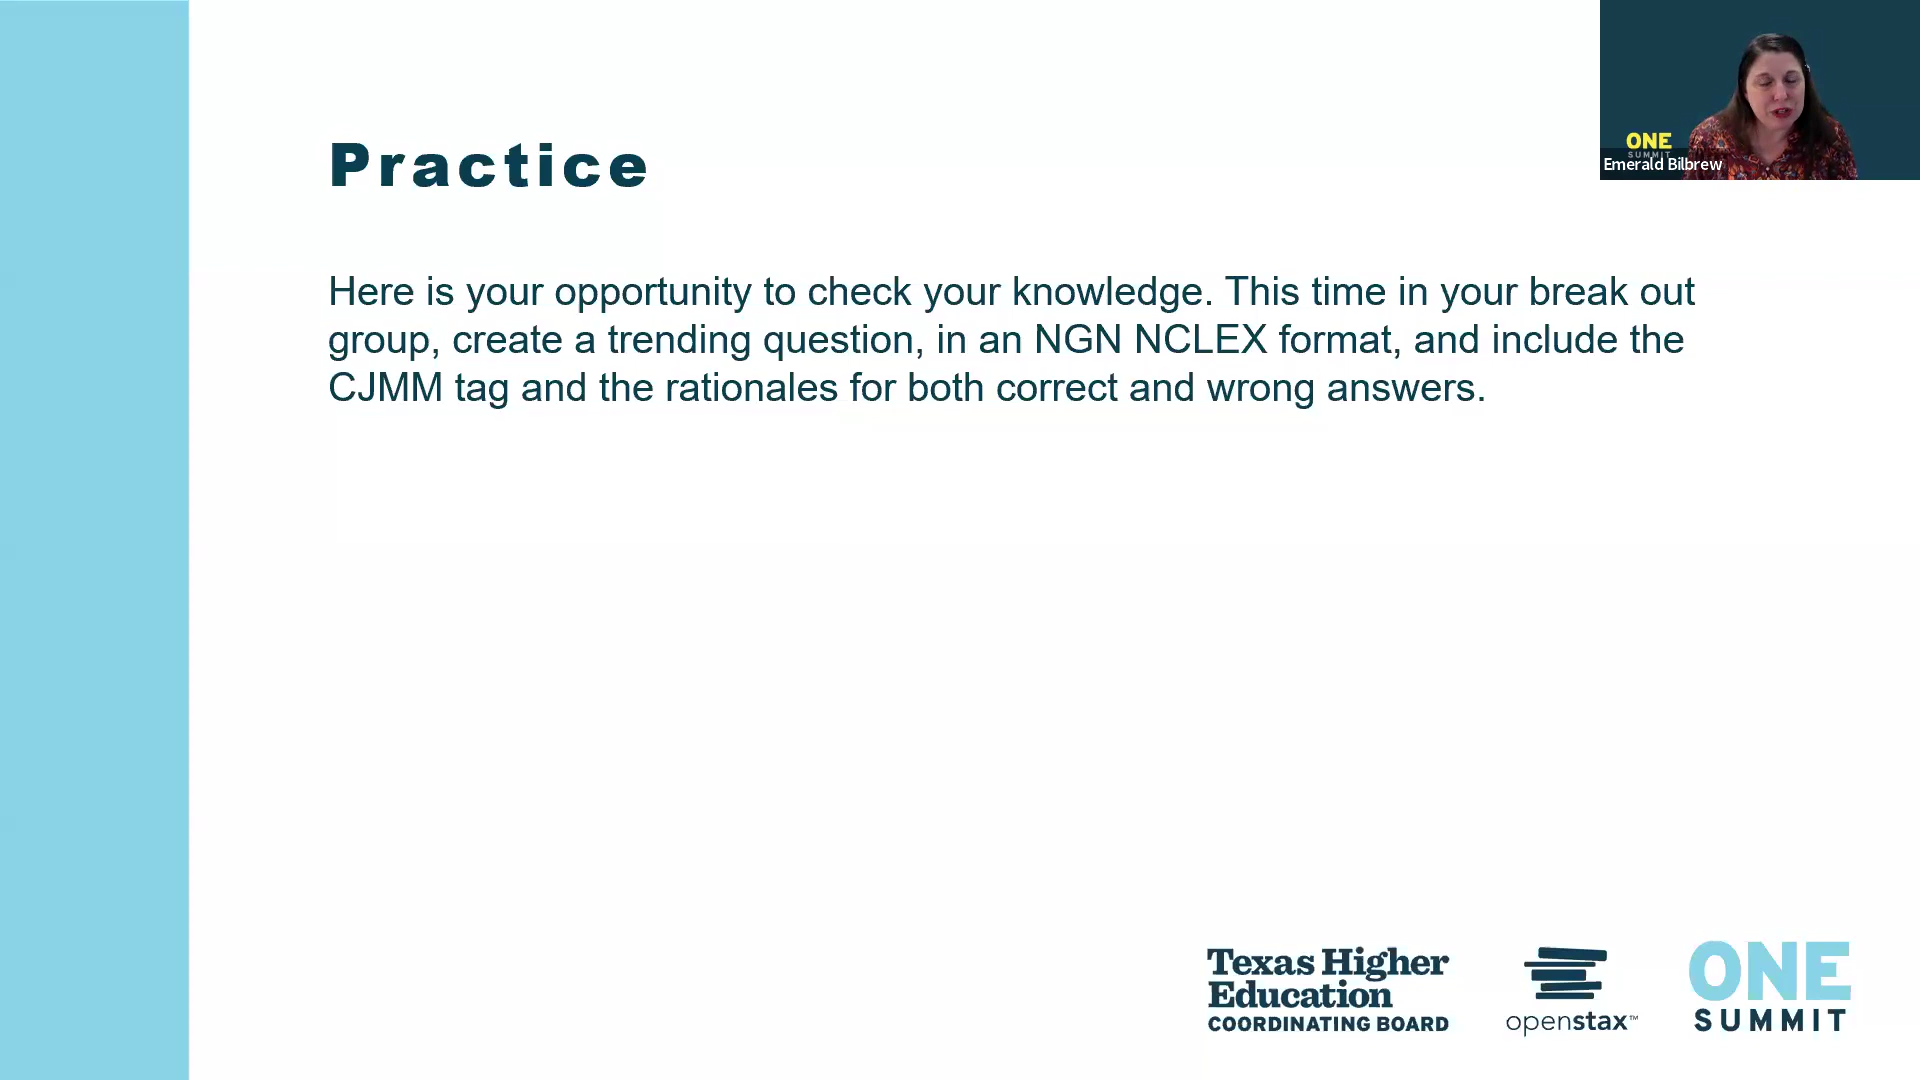 Practice
Here is your opportunity to check your knowledge. This time in your break out
group, create a trending question, in an NGN NCLEX format, and include the
CJMM tag and the rationales for both correct and wrong answers.
ONE
SUMMIT
Emerald Bilbrew
Texas Higher
Education
COORDINATING BOARD
openstax™
ONE
SUMMIT